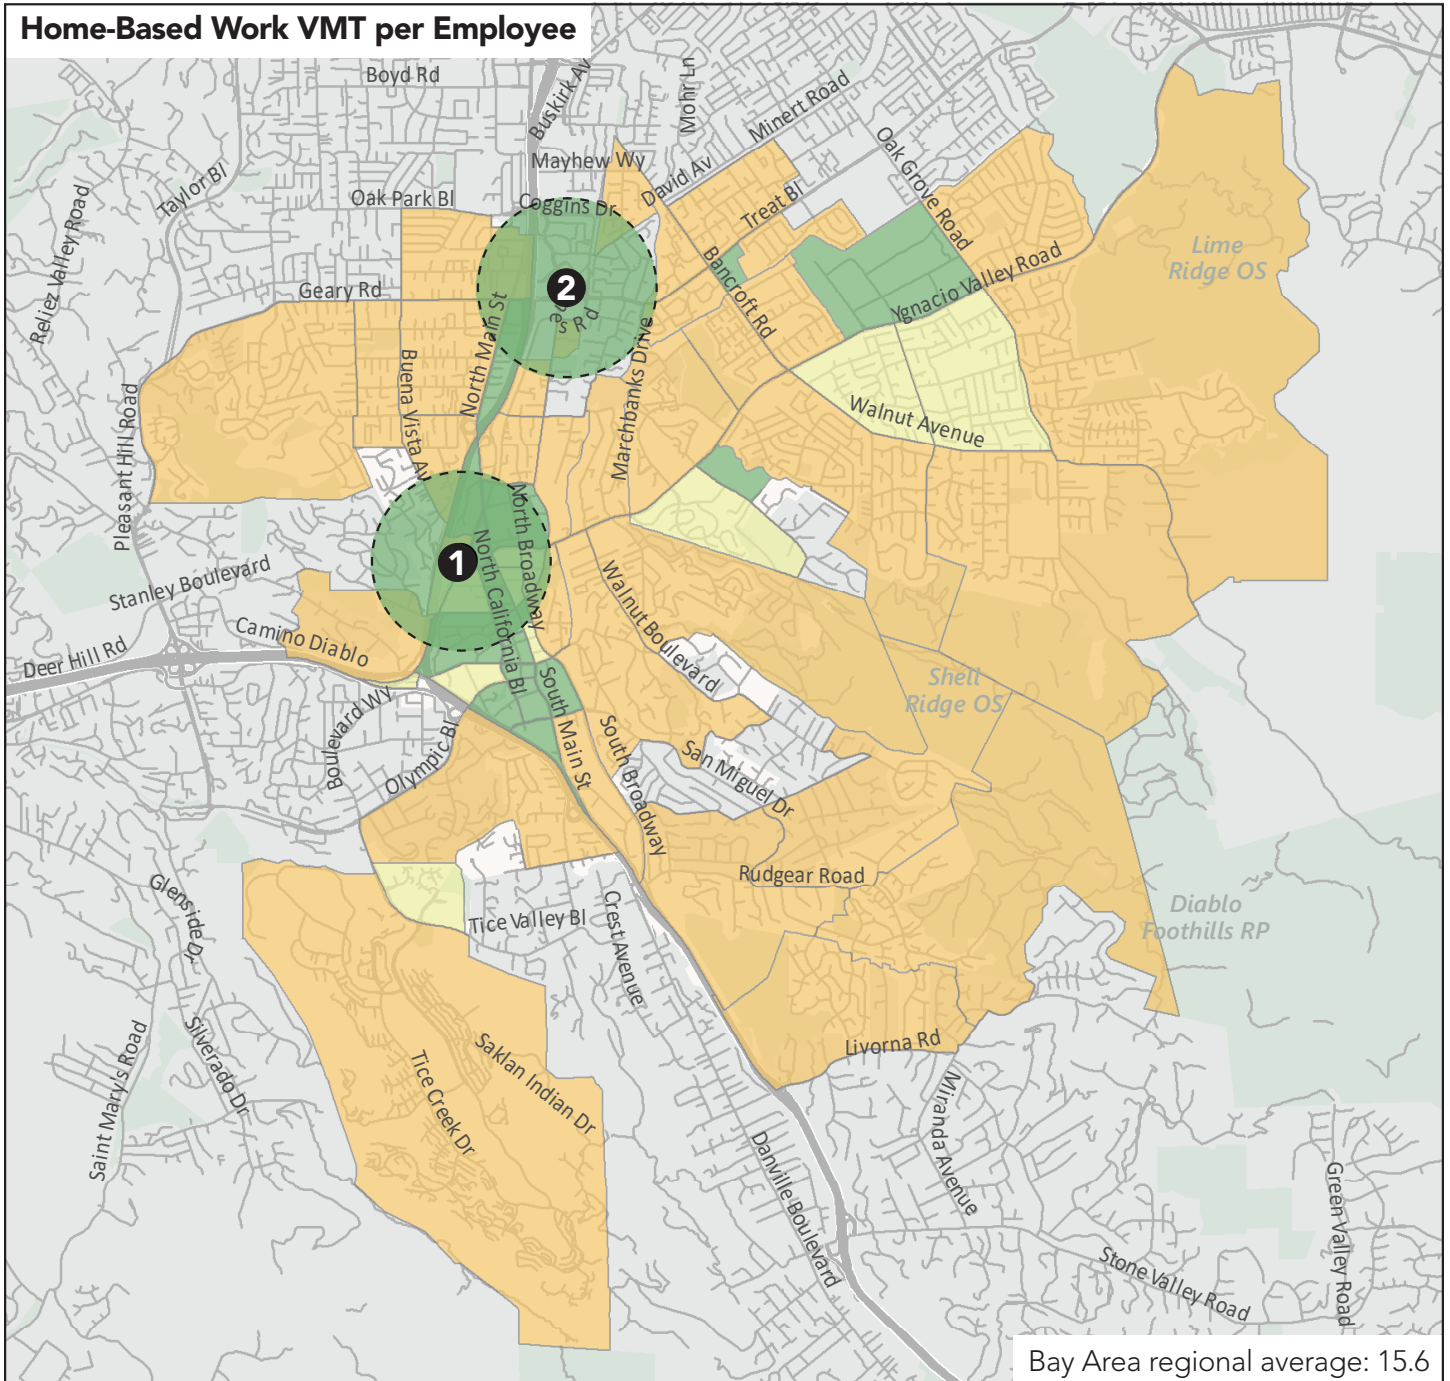 Home-Based Work VMT per Employee
Boyd Rd
Buskirk Av
Mohr Ln
Minert Road
Mayhew Wy
Oak Grove Road
David Av
Taylor Bl
Oak Park Bl
Coggins Dr
Treat Bl
Reliez Valley Road
Lime
Ridge OS
Bancroft Rd
Ygnacio Valley Road
Geary Rd
2
es Rd
North Main St
Marchbanks Drive
Buena Vista Av
Walnut Avenue
Pleasant Hill Road
North Broadway
1
North California Bl
Stanley Boulevard
Walnut Boulevard
Camino Diablo
Deer Hill Rd
Shell
Ridge OS
Boulevard Wy
Olympic Bl
South Main St
South Broadway
San Miguel Dr
Rudgear Road
Glenside Dr
Tice Valley Bl
Crest Avenue
Diablo
Foothills RP
Silverado Dr
Saint Mary's Road
Saklan Indian Dr
Tice Creek Dr
Livorna Rd
Miranda Avenue
Danville Boulevard
Green Valley Road
Stone Valley Road
Bay Area regional average: 15.6